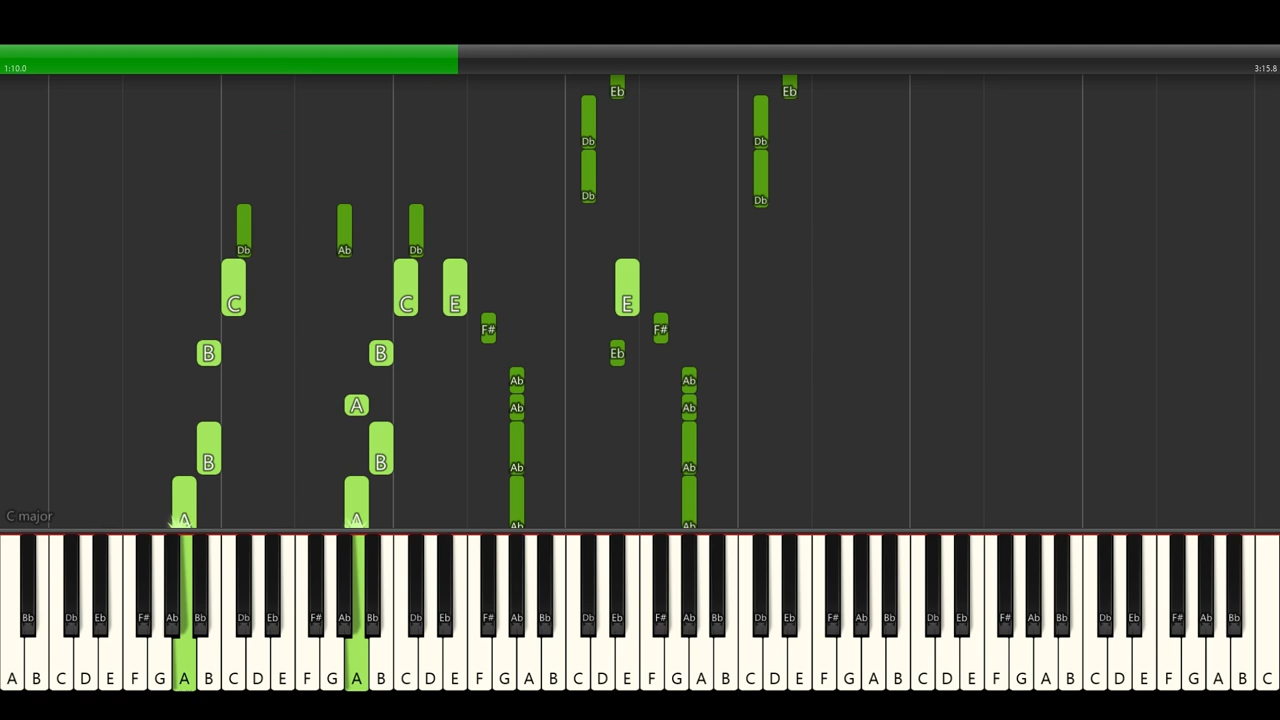 1:10.0 3:15.8
Eb Eb
Db Db
Db
Db
Db Ab Db
C C E E
F# F#
B B Eb
Ab Ab
A Ab Ab
B B Ab Ab
C major A A Ab Ab
Bb Db Eb F# Ab Bb Db Eb F# Ab Bb Db Eb F# Ab Bb Db Eb F# Ab Bb Db Eb F# Ab Bb Db Eb F# Ab Bb Db Eb F# Ab Bb
A B C D E F G A B C D E F G A B C D E F G A B C D E F G A B C D E F G A B C D E F G A B C D E F G A B C